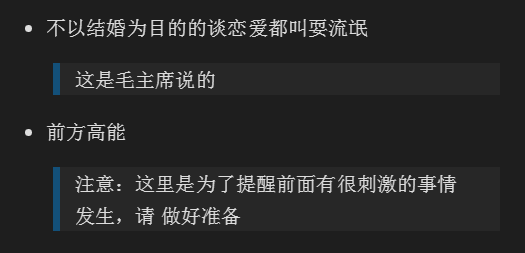 不以结婚为目的的谈恋爱都叫耍流氓
这是毛主席说的
前方高能
注意：这里是为了提醒前面有很刺激的事情
发生，请 做好准备